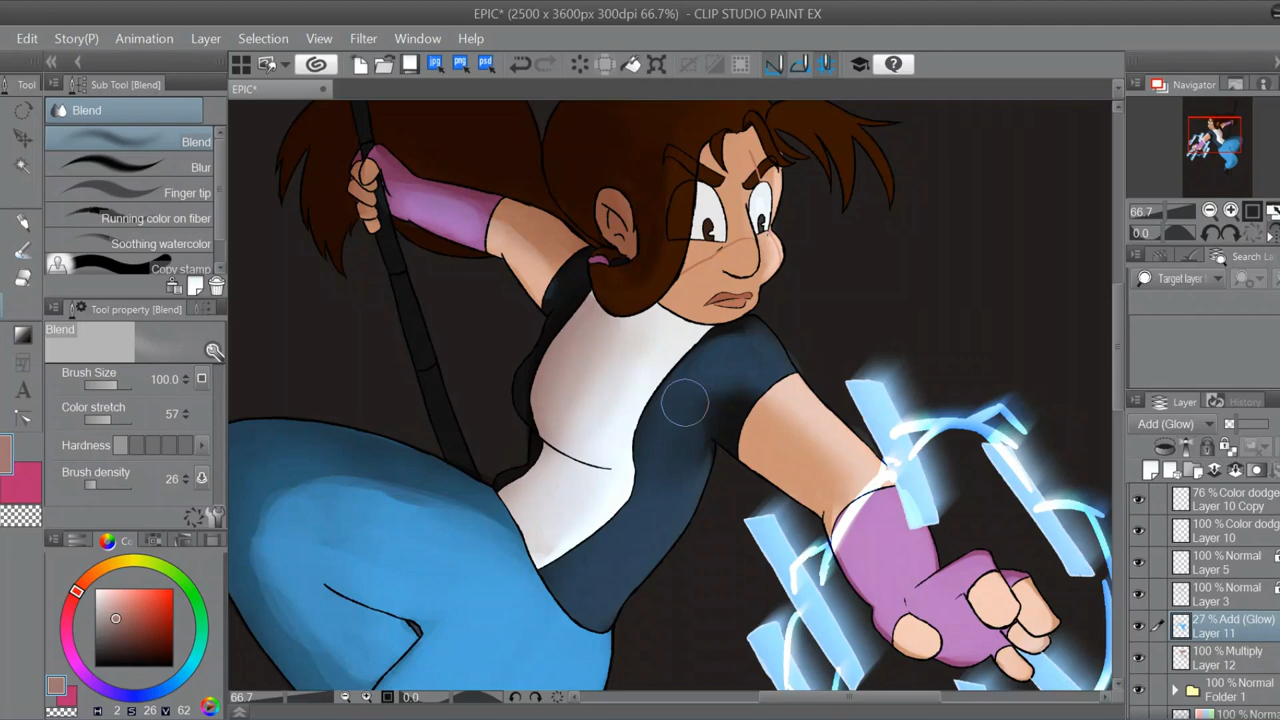 EPIC* (2500 x 3600px 300dpi 66.7%) - CLIP STUDIO PAINT EX
Edit Story(P) Animation Layer Selection View Filter Window Help
jpg png psd
Tool Sub Tool [Blend] EPIC* Navigator
Blend
Blend
Blur
Finger tip
Running color on fiber
Soothing watercolor
Copy stamp
66.7
0.0
Search La
Target layer
Tool property [Blend]
Blend
Brush Size 100.0
Color stretch 57
Hardness
Brush density 26
Layer History
Add (Glow)
76 % Color dodge
Layer 10 Copy
100 % Color dodge
Layer 10
100 % Normal
Layer 5
100 % Normal
Layer 3
27 % Add (Glow)
Layer 11
100 % Multiply
Layer 12
100 % Normal
Folder 1
100 % Norm
Cc
H 2 S 26 V 62
66.7 0.0